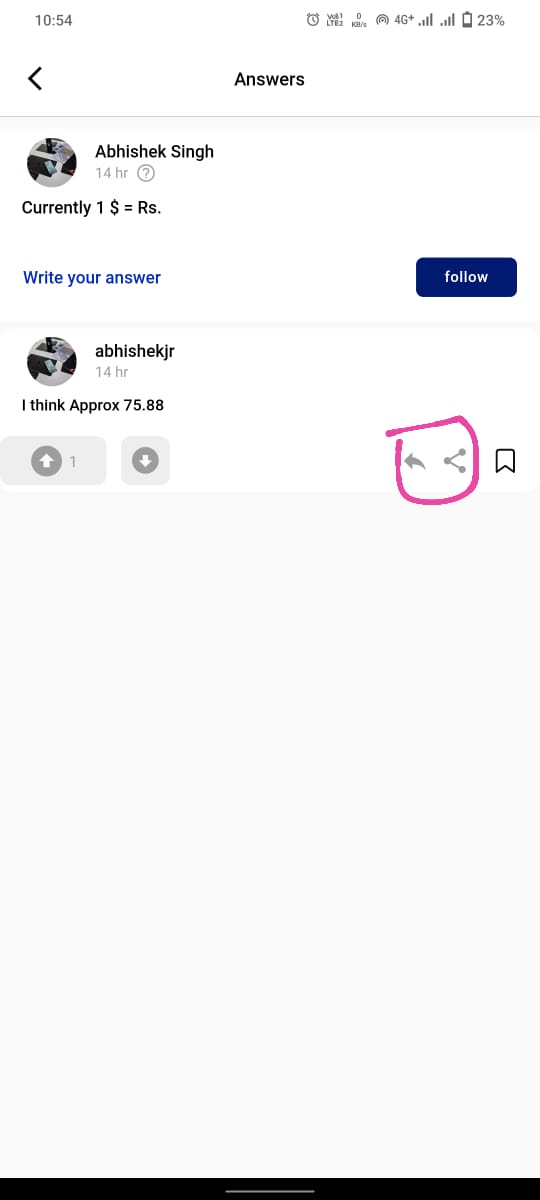 10:54 Vo)) 1 LTE2 0 KB/s 4G+ 23%
Answers
Abhishek Singh
14 hr ?
Currently 1 $ = Rs.
Write your answer follow
abhishekjr
14 hr
I think Approx 75.88
1